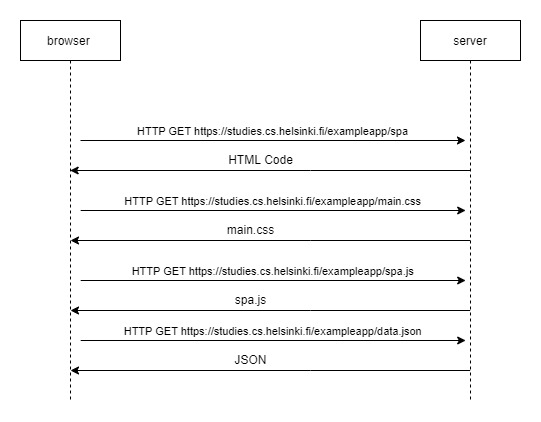 browser
server
HTTP GET https://studies.cs.helsinki.fi/exampleapp/spa
HTML Code
HTTP GET https://studies.cs.helsinki.fi/exampleapp/main.css
main.css
HTTP GET https://studies.cs.helsinki.fi/exampleapp/spa.js
spa.js
HTTP GET https://studies.cs.helsinki.fi/exampleapp/data.json
JSON